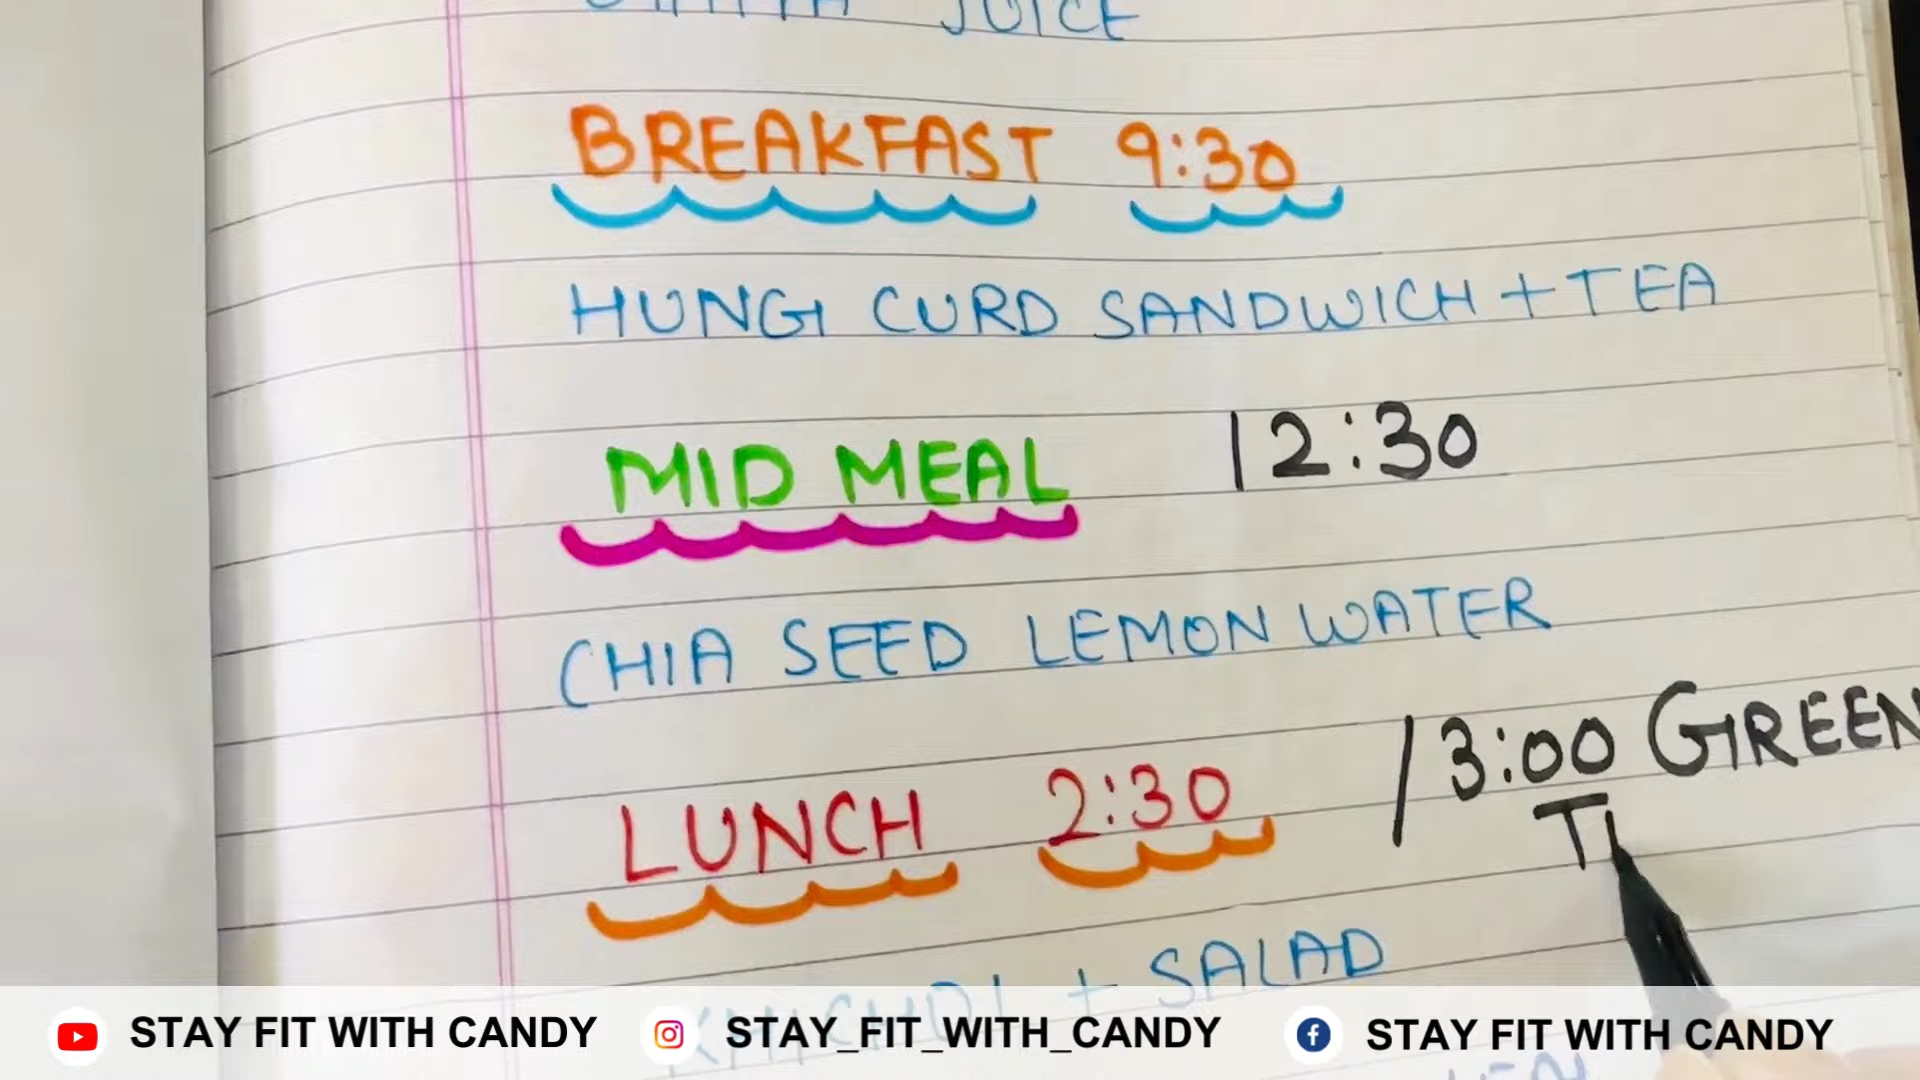 JUICE
BREAKFAST 9:30
HUNG CURD SANDWICH + TEA
MID MEAL 12:30
CHIA SEED LEMON WATER
LUNCH 2:30 / 3:00 GREEN
+ SALAD
STAY FIT WITH CANDY STAY_FIT_WITH_CANDY STAY FIT WITH CANDY